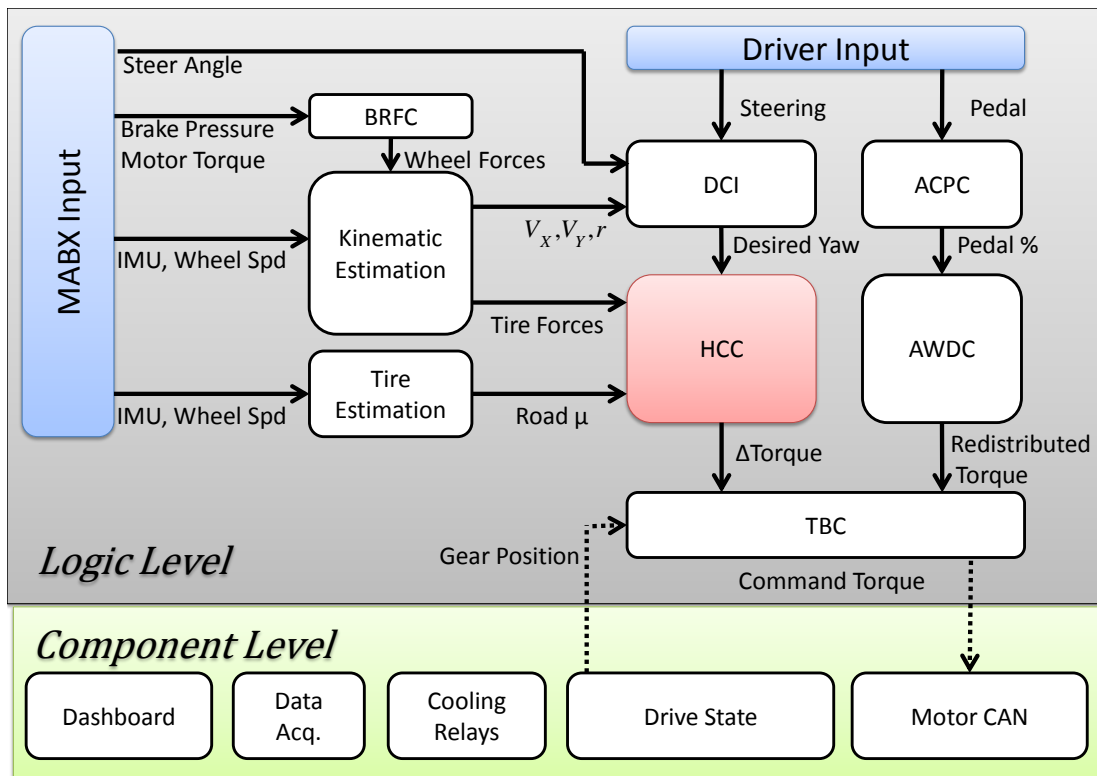 Driver Input
MABX Input
Steer Angle
Steering
Pedal
Brake Pressure
Motor Torque
BRFC
Wheel Forces
DCI
ACPC
Kinematic
Estimation
V_X, V_Y, r
IMU, Wheel Spd
Desired Yaw
Pedal %
Tire Forces
HCC
AWDC
Tire
Estimation
IMU, Wheel Spd
Road μ
ΔTorque
Redistributed
Torque
TBC
Gear Position
Command Torque
Logic Level
Component Level
Dashboard
Data
Acq.
Cooling
Relays
Drive State
Motor CAN